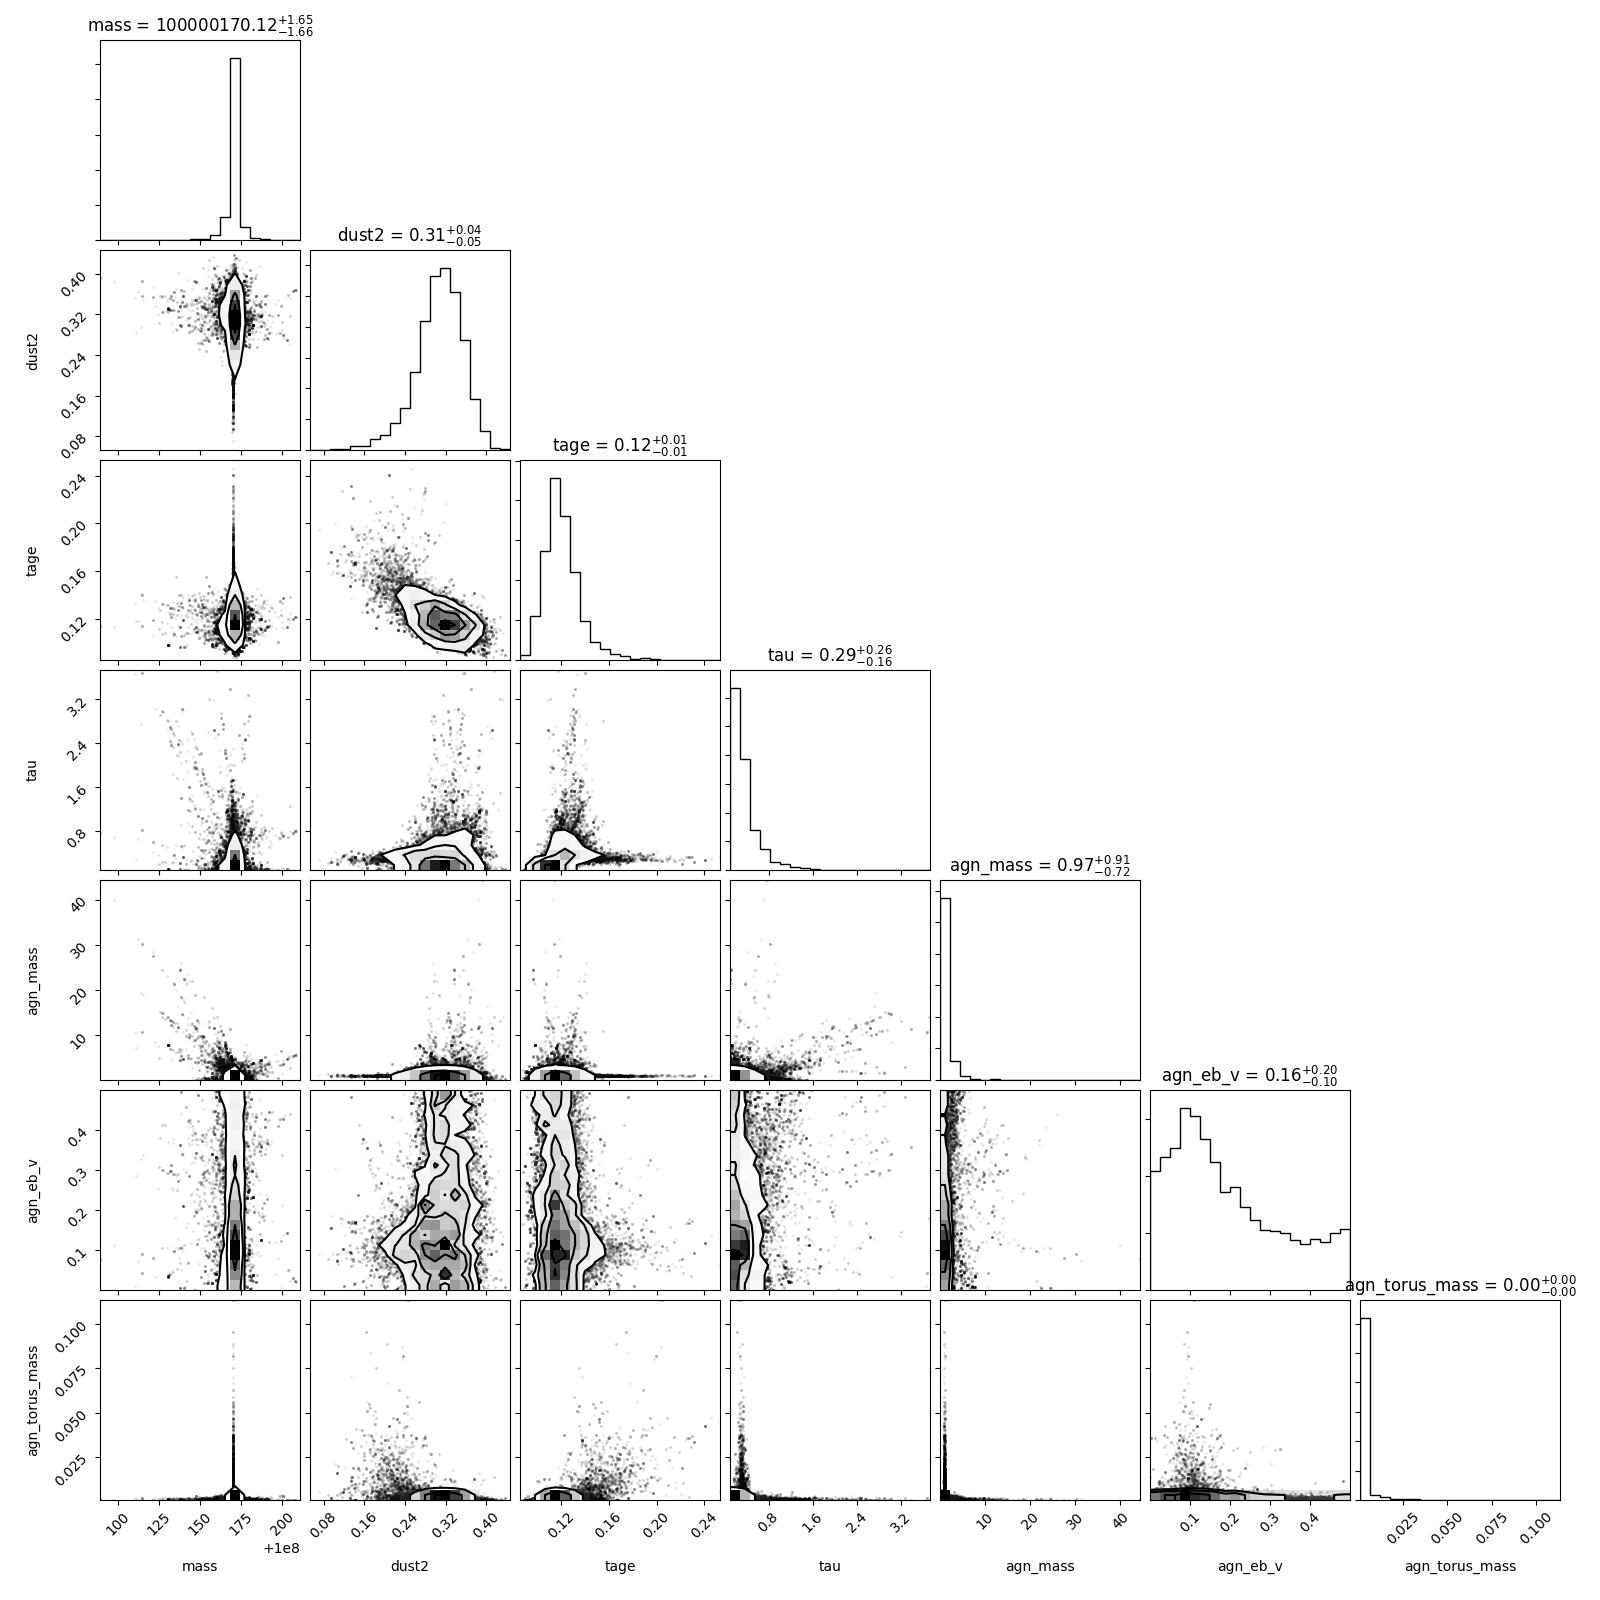 mass = 100000170.12+1.65−1.66
dust2 = 0.31+0.04−0.05
0.40
0.32
0.24
0.16
0.08
dust2
tage = 0.12+0.01−0.01
0.24
0.20
0.16
0.12
tage
tau = 0.29+0.26−0.16
3.2
2.4
1.6
0.8
tau
agn_mass = 0.97+0.91−0.72
40
30
20
10
agn_mass
agn_eb_v = 0.16+0.20−0.10
0.4
0.3
0.2
0.1
agn_eb_v
agn_torus_mass = 0.00+0.00−0.00
0.100
0.075
0.050
0.025
agn_torus_mass
100 125 150 175 200 0.08 0.16 0.24 0.32 0.40 0.12 0.16 0.20 0.24 0.8 1.6 2.4 3.2 10 20 30 40 0.1 0.2 0.3 0.4 0.025 0.050 0.075 0.100
+1e8
mass dust2 tage tau agn_mass agn_eb_v agn_torus_mass